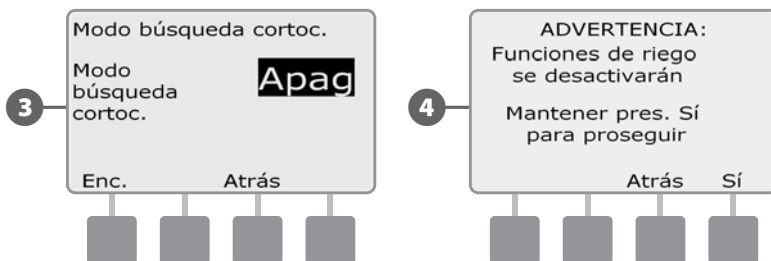 3
Modo búsqueda cortoc.
Modo
búsqueda
cortoc.
Apag
Enc.
Atrás
4
ADVERTENCIA:
Funciones de riego
se desactivarán
Mantener pres. Sí
para proseguir
Atrás
Sí